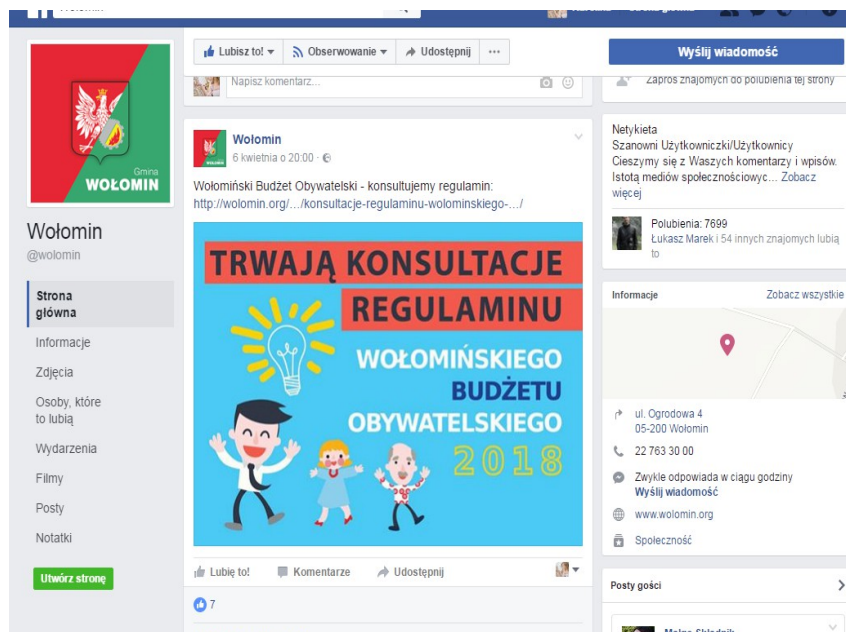 Lubisz to!
Obserwowanie
Udostępnij
Wyślij wiadomość
Gmina
WOŁOMIN
Wołomin
@wolomin
Strona
główna
Informacje
Zdjęcia
Osoby, które
to lubią
Wydarzenia
Filmy
Posty
Notatki
Utwórz stronę
Napisz komentarz...
Wołomin
6 kwietnia o 20:00 ·
Wołomiński Budżet Obywatelski - konsultujemy regulamin:
http://wolomin.org/.../konsultacje-regulaminu-wolominskiego-.../
TRWAJĄ KONSULTACJE
REGULAMINU
WOŁOMIŃSKIEGO
BUDŻETU
OBYWATELSKIEGO
2018
Lubię to!
Komentarze
Udostępnij
7
Zaproś znajomych do polubienia tej strony
Netykieta
Szanowni Użytkowniczki/Użytkownicy
Cieszymy się z Waszych komentarzy i wpisów.
Istotą mediów społecznościowyc... Zobacz
więcej
Polubienia: 7699
Łukasz Marek i 54 innych znajomych lubią
to
Informacje
Zobacz wszystkie
ul. Ogrodowa 4
05-200 Wołomin
22 763 30 00
Zwykle odpowiada w ciągu godziny
Wyślij wiadomość
www.wolomin.org
Społeczność
Posty gości